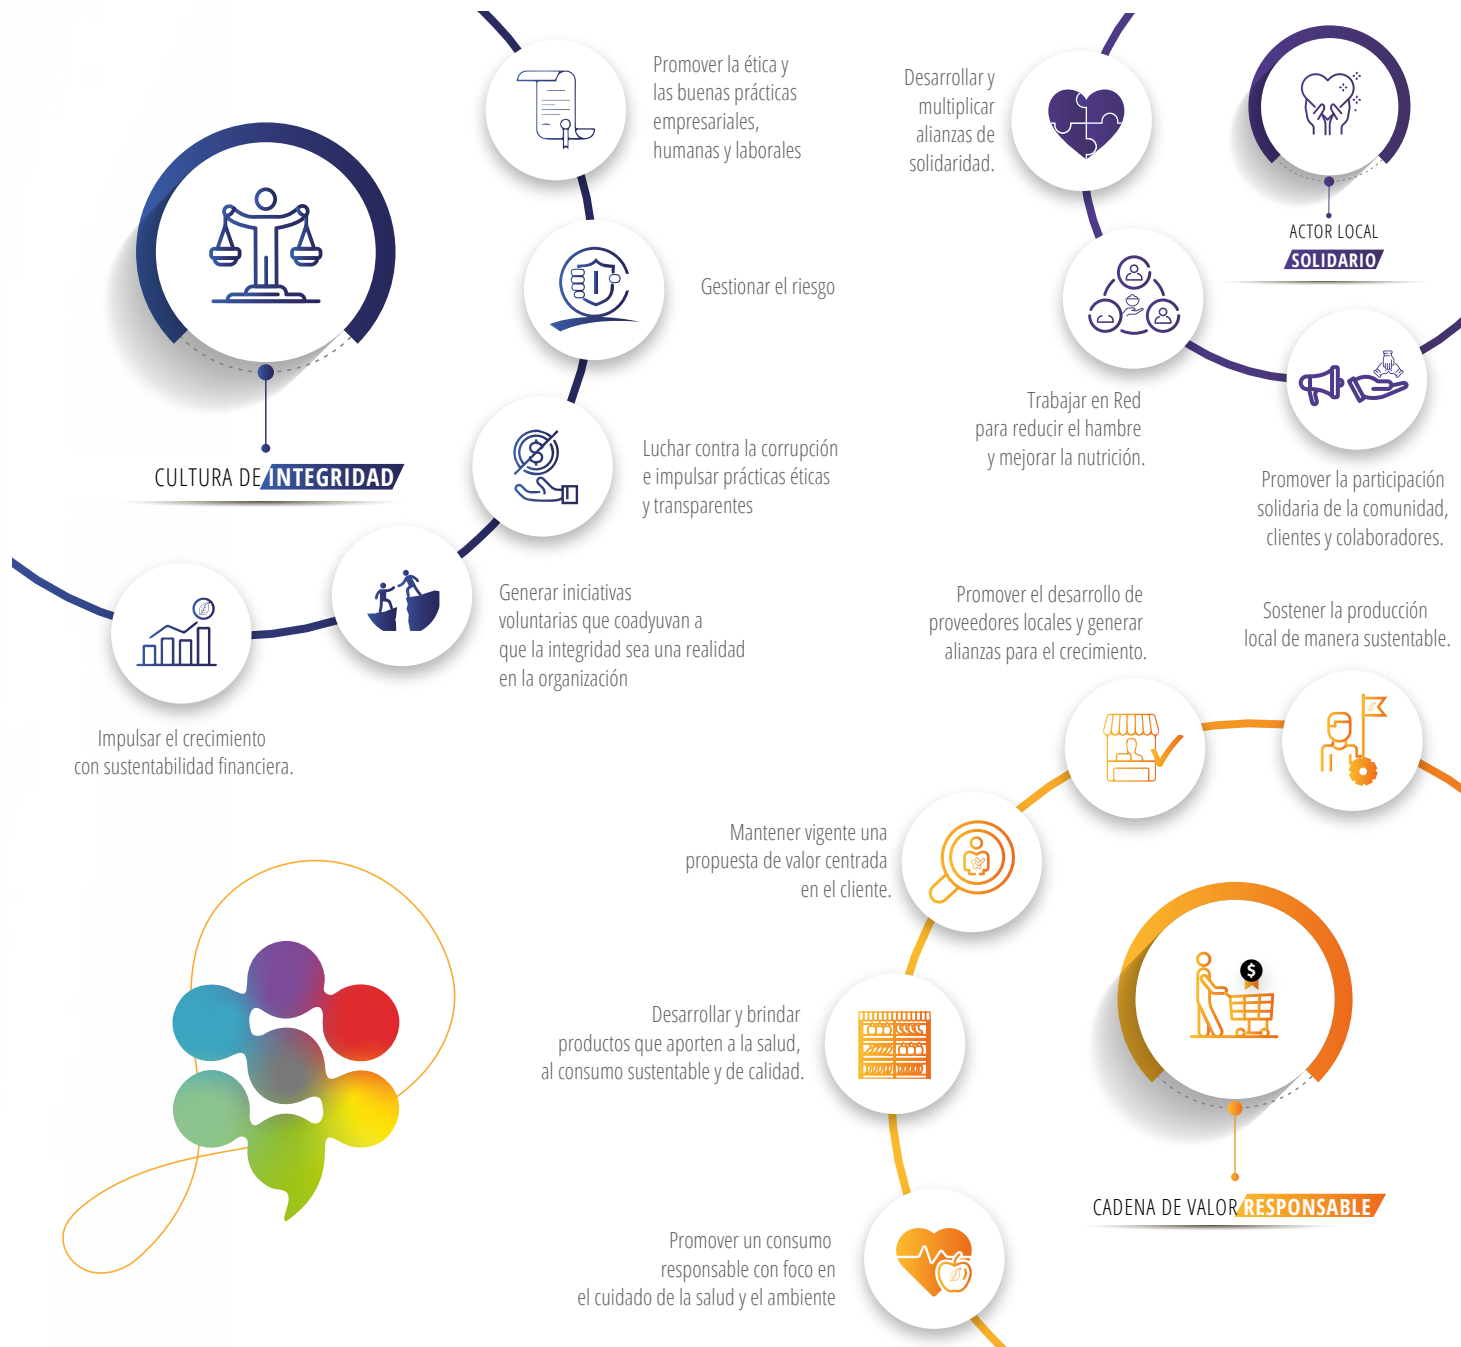 Promover la ética y
las buenas prácticas
empresariales,
humanas y laborales
Gestionar el riesgo
CULTURA DE INTEGRIDAD
Luchar contra la corrupción
e impulsar prácticas éticas
y transparentes
Generar iniciativas
voluntarias que coadyuvan a
que la integridad sea una realidad
en la organización
Impulsar el crecimiento
con sustentabilidad financiera.
Desarrollar y
multiplicar
alianzas de
solidaridad.
ACTOR LOCAL
SOLIDARIO
Trabajar en Red
para reducir el hambre
y mejorar la nutrición.
Promover la participación
solidaria de la comunidad,
clientes y colaboradores.
Promover el desarrollo de
proveedores locales y generar
alianzas para el crecimiento.
Sostener la producción
local de manera sustentable.
Mantener vigente una
propuesta de valor centrada
en el cliente.
Desarrollar y brindar
productos que aporten a la salud,
al consumo sustentable y de calidad.
$
CADENA DE VALOR RESPONSABLE
Promover un consumo
responsable con foco en
el cuidado de la salud y el ambiente